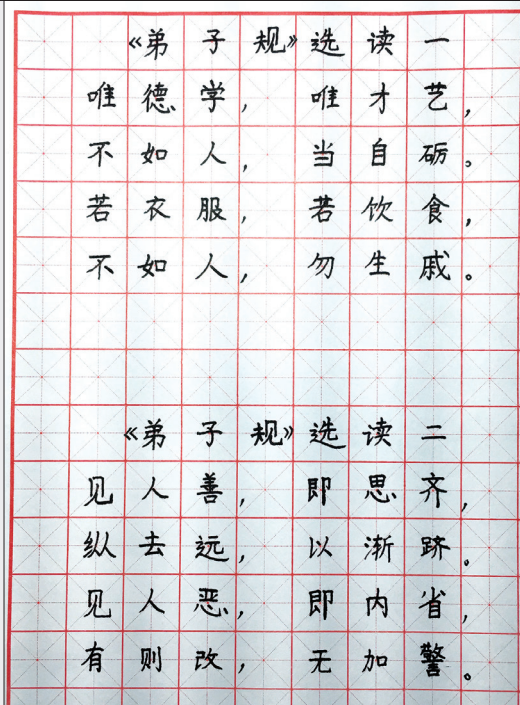 《弟子规》选读一
唯德学，唯才艺，
不如人，当自砺。
若衣服，若饮食，
不如人，勿生戚。
《弟子规》选读二
见人善，即思齐，
纵去远，以渐跻。
见人恶，即内省，
有则改，无加警。